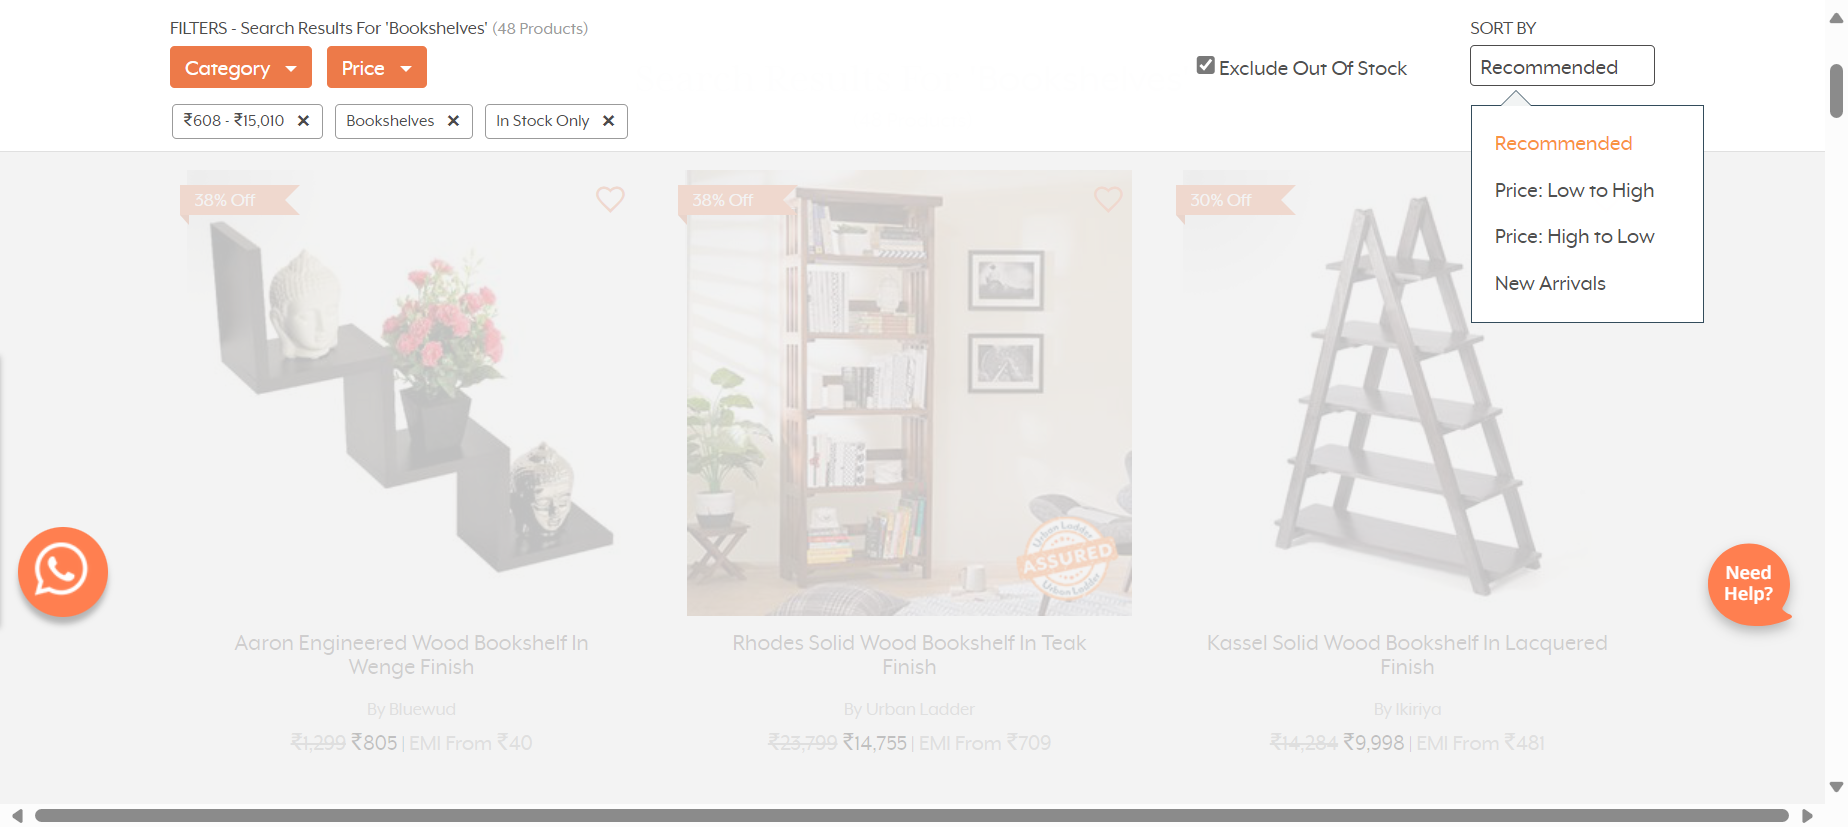 FILTERS - Search Results For 'Bookshelves' (48 Products)
SORT BY
Category
Price
Exclude Out Of Stock
Recommended
₹608 - ₹15,010
Bookshelves
In Stock Only
Recommended
Price: Low to High
Price: High to Low
New Arrivals
38% Off
38% Off
30% Off
Urban Ladder
ASSURED
Urban Ladder
Need
Help?
Aaron Engineered Wood Bookshelf In
Wenge Finish
By Bluewud
₹1,299 ₹805 | EMI From ₹40
Rhodes Solid Wood Bookshelf In Teak
Finish
By Urban Ladder
₹23,799 ₹14,755 | EMI From ₹709
Kassel Solid Wood Bookshelf In Lacquered
Finish
By Ikiriya
₹14,284 ₹9,998 | EMI From ₹481